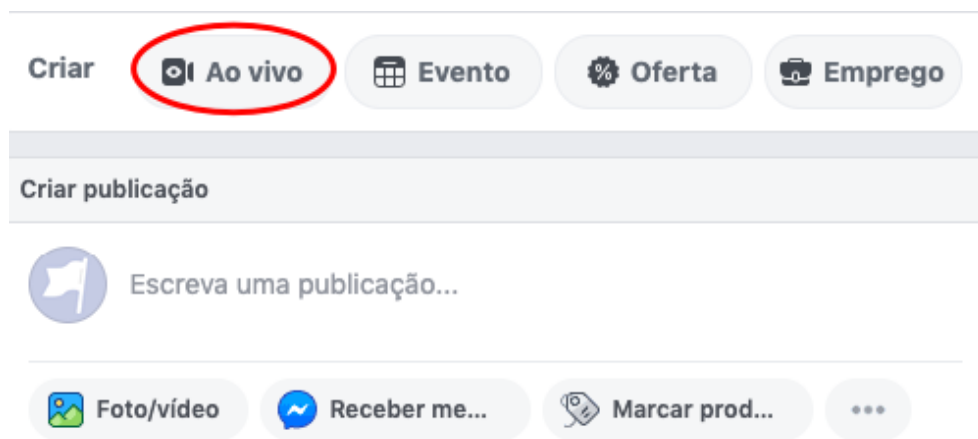 Criar Ao vivo Evento Oferta Emprego
Criar publicação
Escreva uma publicação...
Foto/vídeo Receber me... Marcar prod...